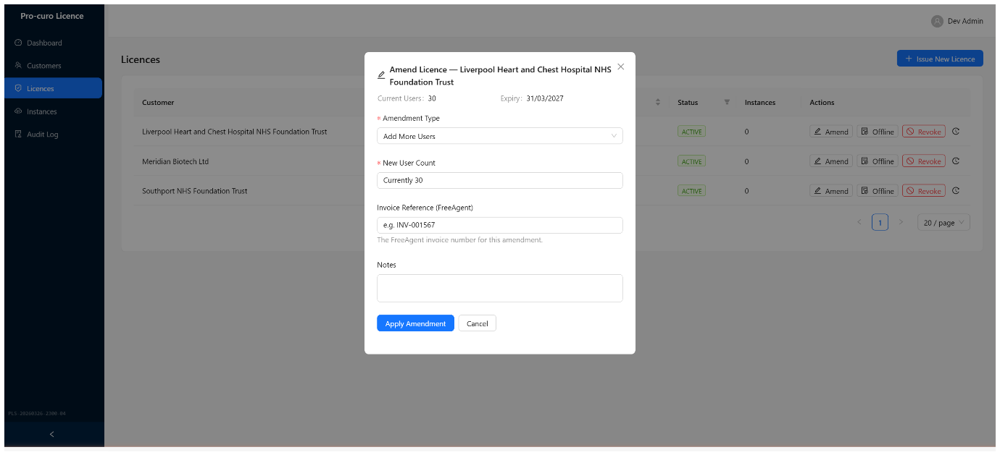 Pro-curo Licence
Dev Admin
Dashboard
Customers
Licences
Instances
Audit Log
Licences
Issue New Licence
Customer
Status
Instances
Actions
Liverpool Heart and Chest Hospital NHS Foundation Trust
ACTIVE
0
Amend
Offline
Revoke
Meridian Biotech Ltd
ACTIVE
0
Amend
Offline
Revoke
Southport NHS Foundation Trust
ACTIVE
0
Amend
Offline
Revoke
1
20 / page
Amend Licence — Liverpool Heart and Chest Hospital NHS
Foundation Trust
Current Users: 30
Expiry: 31/03/2027
* Amendment Type
Add More Users
* New User Count
Currently 30
Invoice Reference (FreeAgent)
e.g. INV-001567
The FreeAgent invoice number for this amendment.
Notes
Apply Amendment
Cancel
PLS-20260326-2300-04